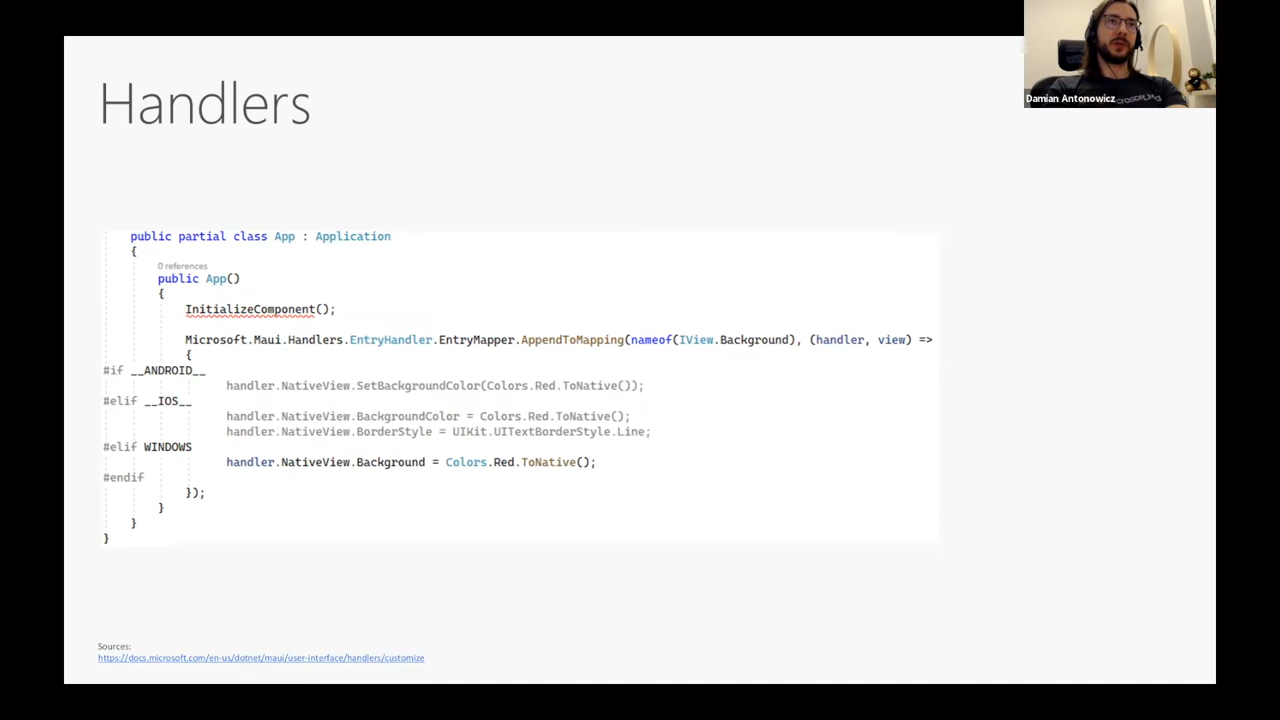 Handlers
Damian Antonowicz
public partial class App : Application
{
0 references
public App()
{
InitializeComponent();
Microsoft.Maui.Handlers.EntryHandler.EntryMapper.AppendToMapping(nameof(IView.Background), (handler, view) =>
{
#if __ANDROID__
handler.NativeView.SetBackgroundColor(Colors.Red.ToNative());
#elif __IOS__
handler.NativeView.BackgroundColor = Colors.Red.ToNative();
handler.NativeView.BorderStyle = UIKit.UITextBorderStyle.Line;
#elif WINDOWS
handler.NativeView.Background = Colors.Red.ToNative();
#endif
});
}
}
}
Sources:
https://docs.microsoft.com/en-us/dotnet/maui/user-interface/handlers/customize